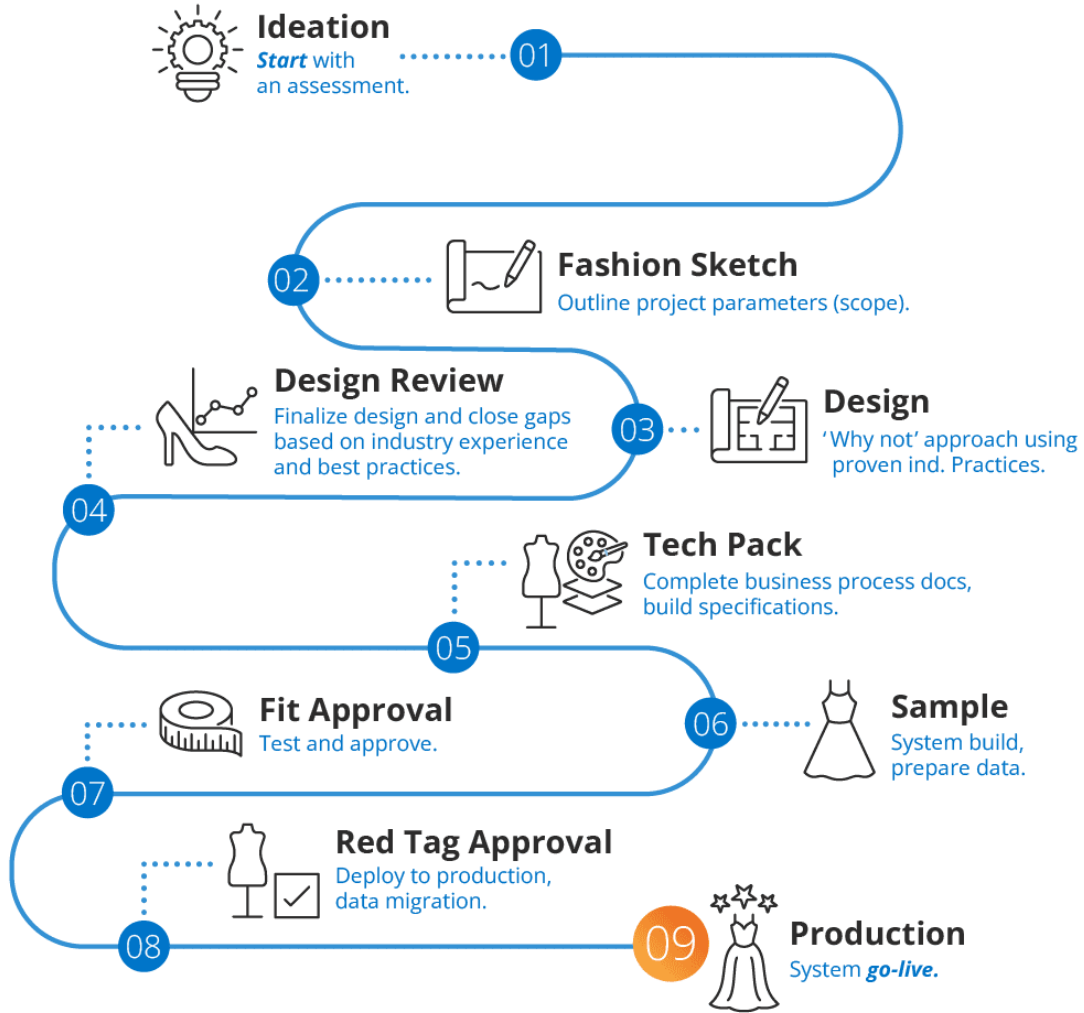 Ideation
Start with
an assessment.
01
02
Fashion Sketch
Outline project parameters (scope).
03
Design
‘Why not’ approach using
proven ind. Practices.
Design Review
Finalize design and close gaps
based on industry experience
and best practices.
04
Tech Pack
Complete business process docs,
build specifications.
05
06
Sample
System build,
prepare data.
Fit Approval
Test and approve.
07
Red Tag Approval
Deploy to production,
data migration.
08
09
Production
System go-live.